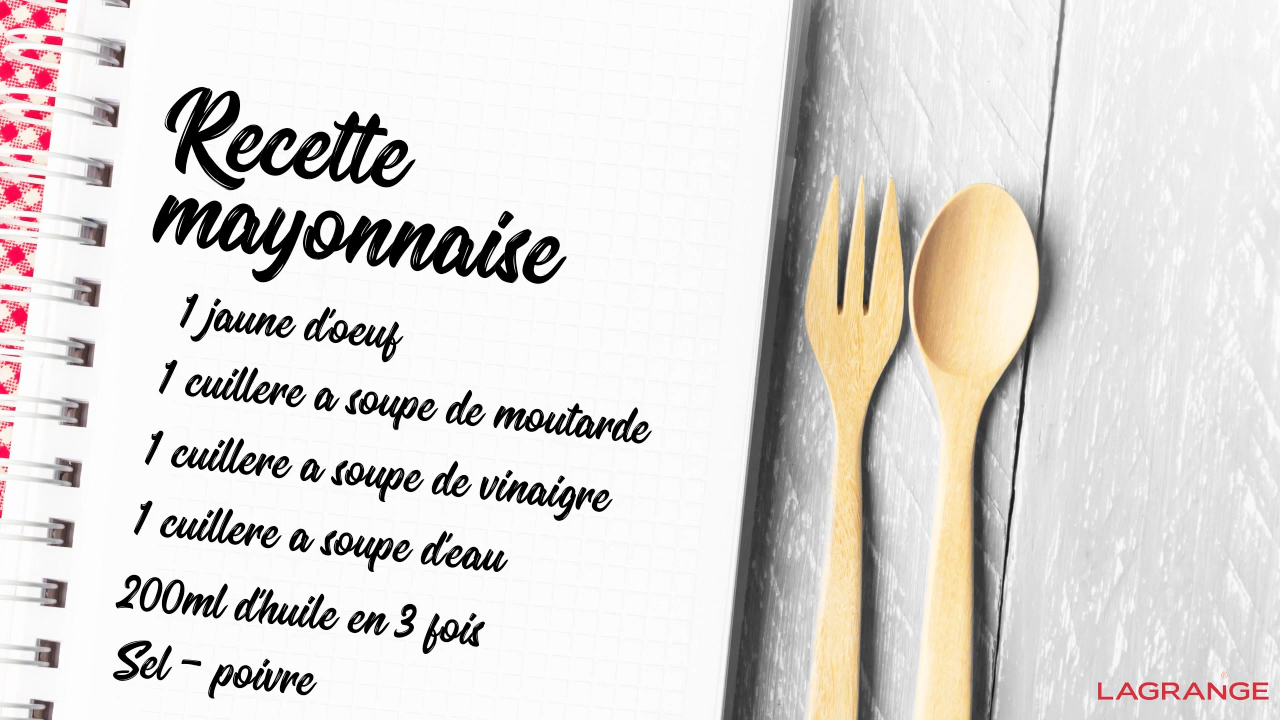 Recette
mayonnaise
1 jaune d'oeuf
1 cuillere a soupe de moutarde
1 cuillere a soupe de vinaigre
1 cuillere a soupe d'eau
200ml d'huile en 3 fois
Sel - poivre
LAGRANGE